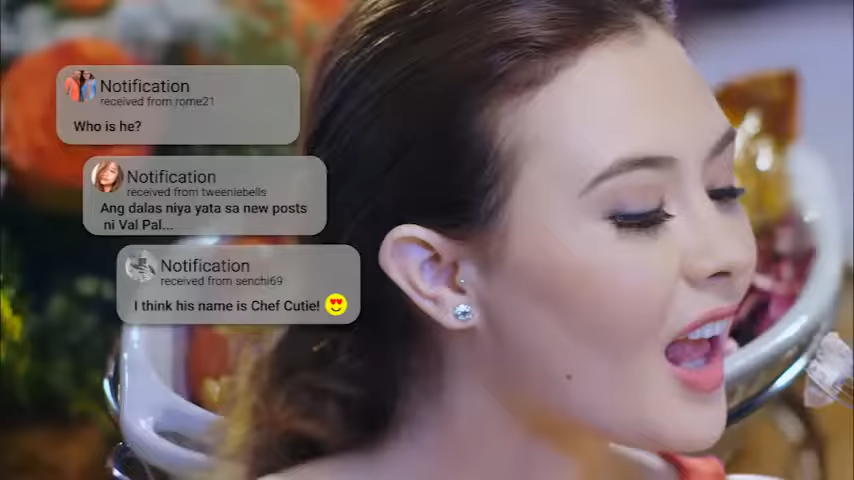 Notification
received from rome21
Who is he?
Notification
received from tweeniebells
Ang dalas niya yata sa new posts
ni Val Pal...
Notification
received from senchi69
I think his name is Chef Cutie! 😍